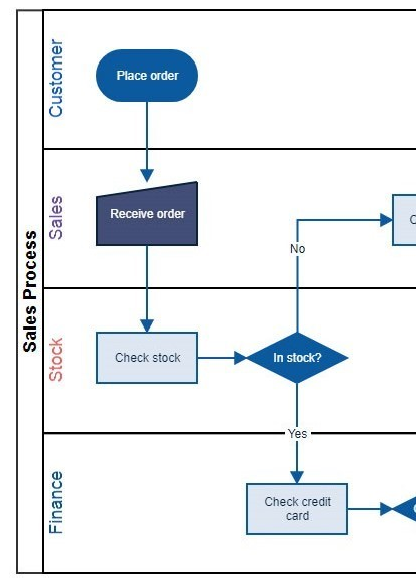 Sales Process
Customer
Place order
Sales
Receive order
No
Stock
Check stock
In stock?
Yes
Finance
Check credit
card